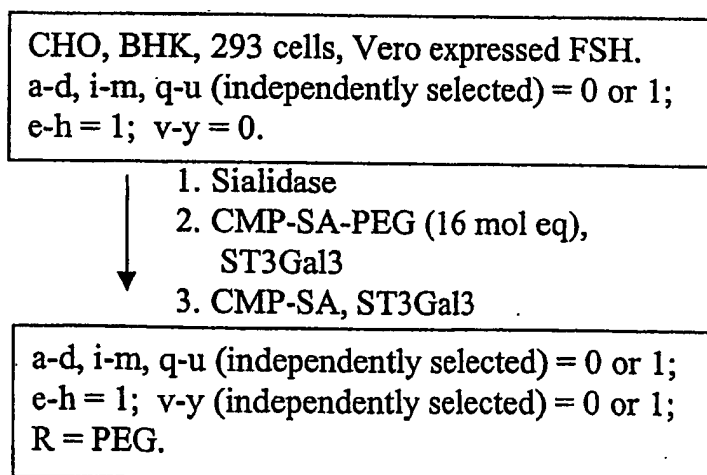 CHO, BHK, 293 cells, Vero expressed FSH.
a-d, i-m, q-u (independently selected) = 0 or 1;
e-h = 1; v-y = 0.
1. Sialidase
2. CMP-SA-PEG (16 mol eq),
ST3Gal3
3. CMP-SA, ST3Gal3
a-d, i-m, q-u (independently selected) = 0 or 1;
e-h = 1; v-y (independently selected) = 0 or 1;
R = PEG.